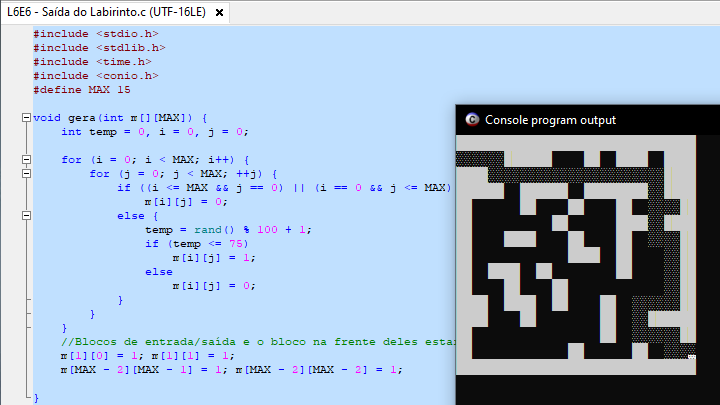 L6E6 - Saída do Labirinto.c (UTF-16LE)
#include <stdio.h>
#include <stdlib.h>
#include <time.h>
#include <conio.h>
#define MAX 15
void gera(int m[][MAX]) {
int temp = 0, i = 0, j = 0;
for (i = 0; i < MAX; i++) {
for (j = 0; j < MAX; ++j) {
if ((i <= MAX && j == 0) || (i == 0 && j <= MAX)
m[i][j] = 0;
else {
temp = rand() % 100 + 1;
if (temp <= 75)
m[i][j] = 1;
else
m[i][j] = 0;
}
}
}
//Blocos de entrada/saída e o bloco na frente deles esta
m[1][0] = 1; m[1][1] = 1;
m[MAX - 2][MAX - 1] = 1; m[MAX - 2][MAX - 2] = 1;
}
Console program output